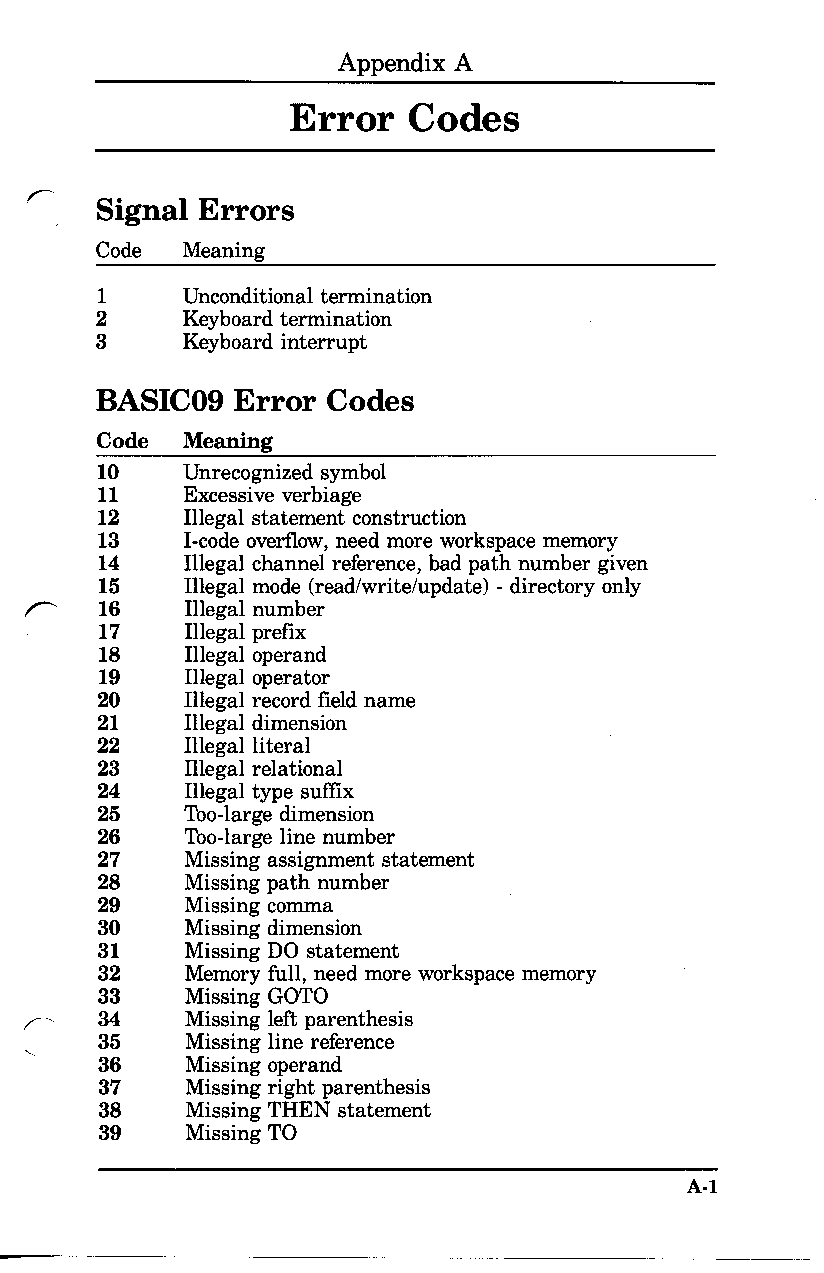 Appendix A
Error Codes
Signal Errors
Code Meaning
1 Unconditional termination
2 Keyboard termination
3 Keyboard interrupt
BASIC09 Error Codes
Code Meaning
10 Unrecognized symbol
11 Excessive verbiage
12 Illegal statement construction
13 I-code overflow, need more workspace memory
14 Illegal channel reference, bad path number given
15 Illegal mode (read/write/update) - directory only
16 Illegal number
17 Illegal prefix
18 Illegal operand
19 Illegal operator
20 Illegal record field name
21 Illegal dimension
22 Illegal literal
23 Illegal relational
24 Illegal type suffix
25 Too-large dimension
26 Too-large line number
27 Missing assignment statement
28 Missing path number
29 Missing comma
30 Missing dimension
31 Missing DO statement
32 Memory full, need more workspace memory
33 Missing GOTO
34 Missing left parenthesis
35 Missing line reference
36 Missing operand
37 Missing right parenthesis
38 Missing THEN statement
39 Missing TO
A-1